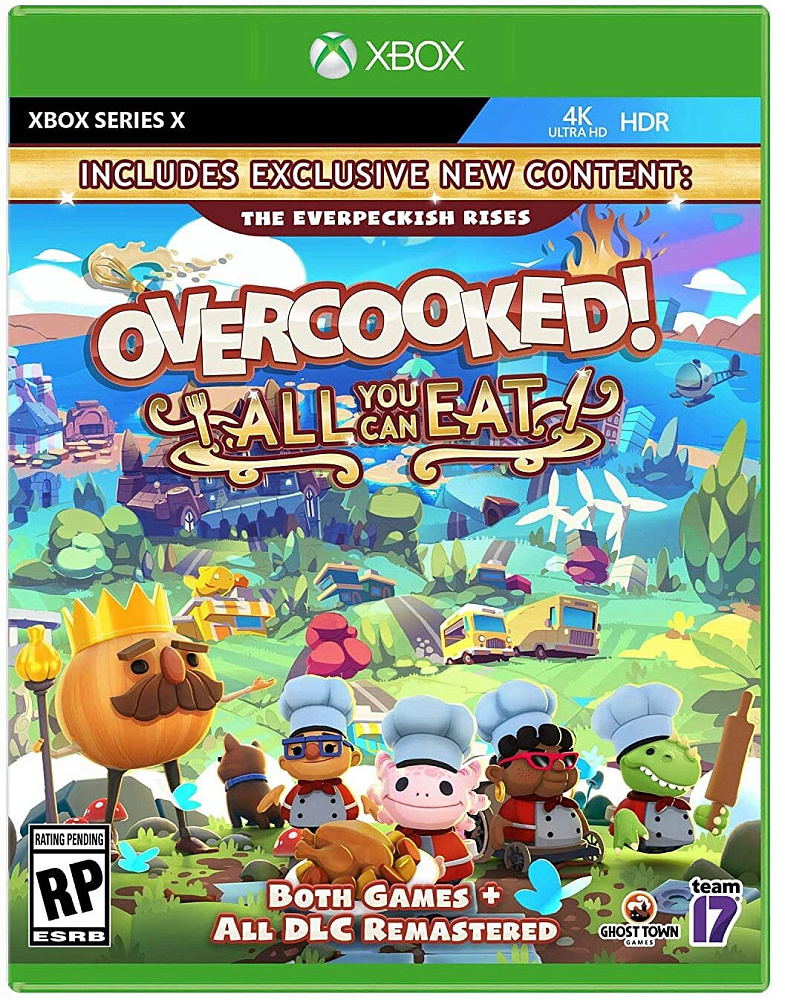 XBOX
XBOX SERIES X
4K
ULTRA HD
HDR
INCLUDES EXCLUSIVE NEW CONTENT:
THE EVERPECKISH RISES
OVERCOOKED!
ALL YOU CAN EAT
RATING PENDING
RP
ESRB
BOTH GAMES +
ALL DLC REMASTERED
GHOST TOWN
GAMES
team
17